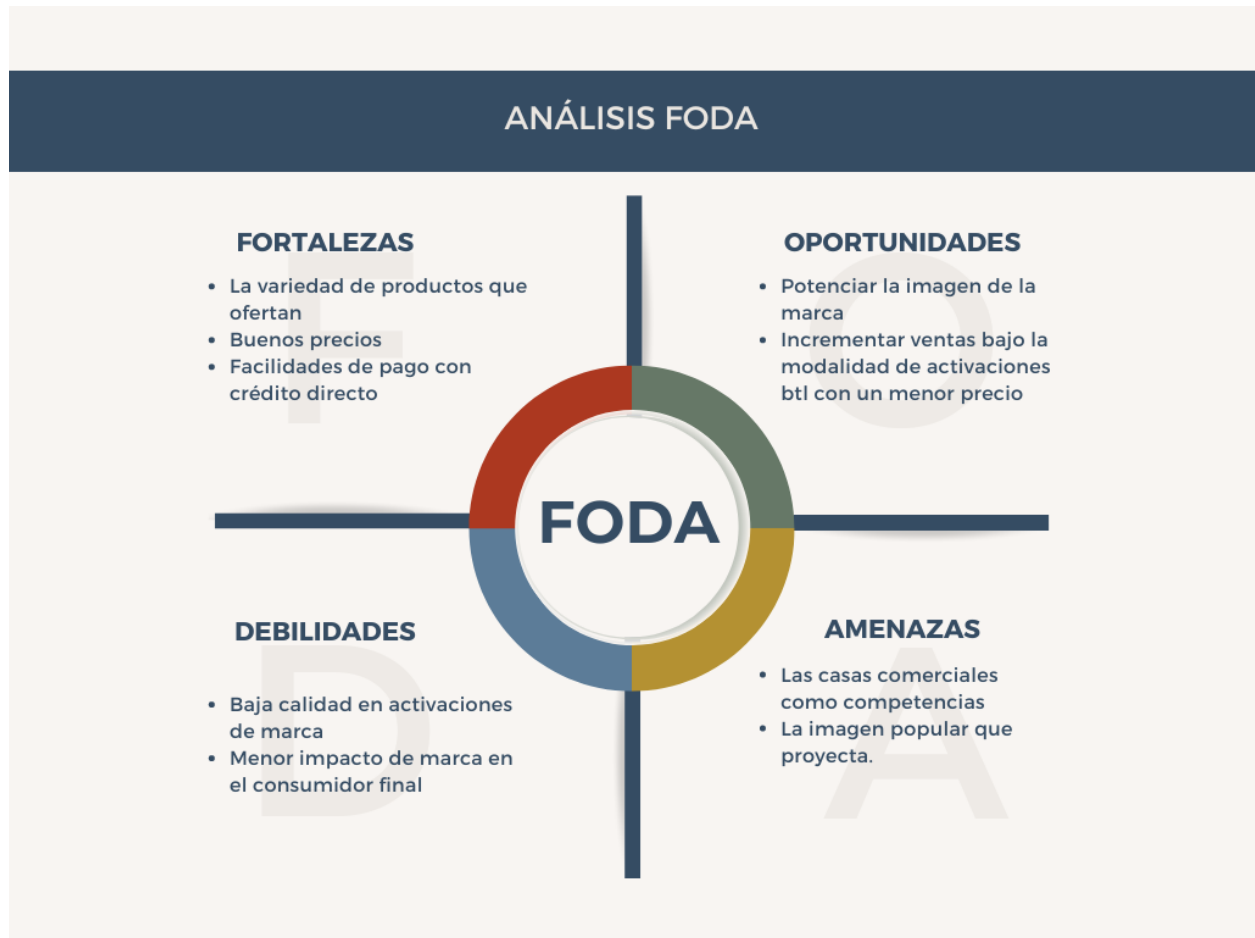 ANÁLISIS FODA
FORTALEZAS
La variedad de productos que
ofertan
Buenos precios
Facilidades de pago con
crédito directo
F
OPORTUNIDADES
Potenciar la imagen de la
marca
Incrementar ventas bajo la
modalidad de activaciones
btl con un menor precio
O
FODA
DEBILIDADES
Baja calidad en activaciones
de marca
Menor impacto de marca en
el consumidor final
D
AMENAZAS
Las casas comerciales
como competencias
La imagen popular que
proyecta.
A